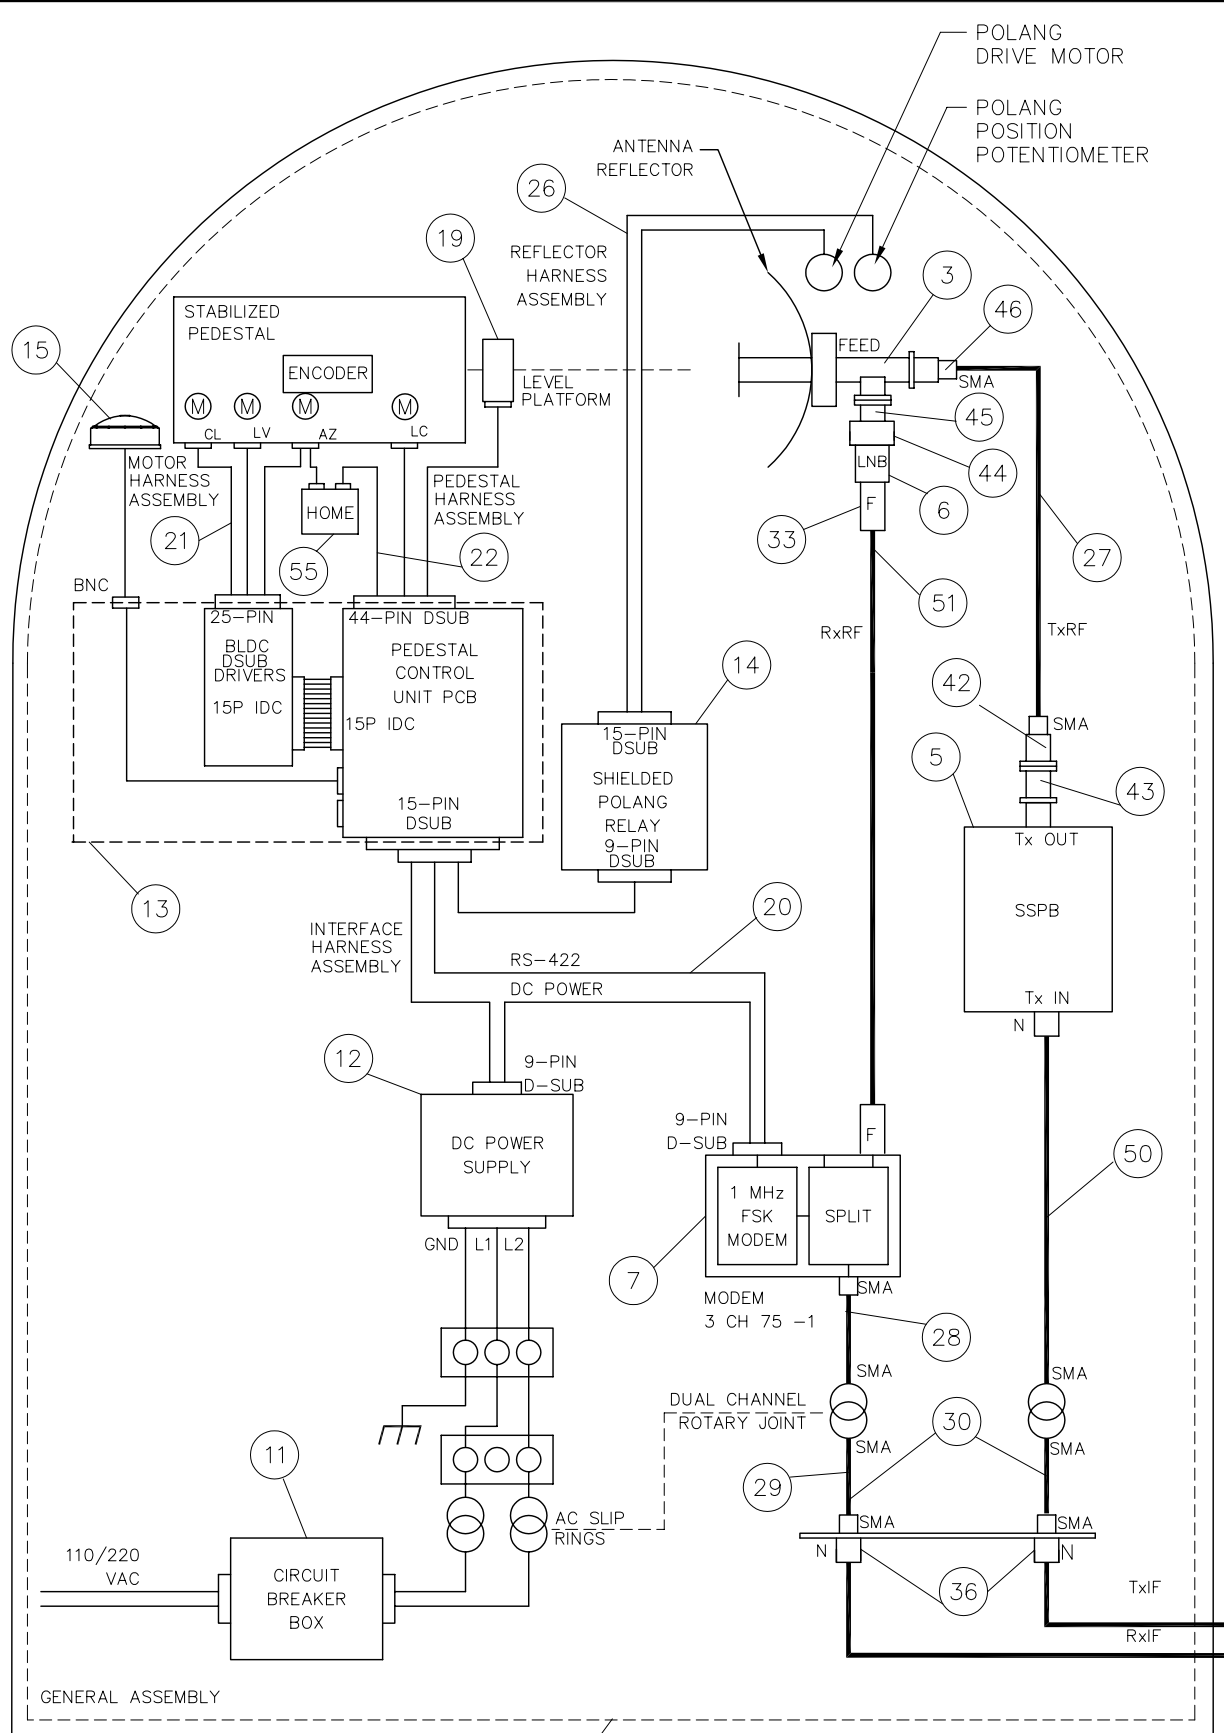 POLANG
DRIVE MOTOR
POLANG
POSITION
POTENTIOMETER
ANTENNA
REFLECTOR
26
19
REFLECTOR
HARNESS
ASSEMBLY
3
46
STABILIZED
PEDESTAL
15
ENCODER
FEED
SMA
LEVEL
PLATFORM
M
M
M
M
CL
LV
AZ
LC
45
44
LNB
6
MOTOR
HARNESS
ASSEMBLY
PEDESTAL
HARNESS
ASSEMBLY
HOME
F
33
21
55
22
27
BNC
51
25-PIN
44-PIN DSUB
BLDC
DSUB
DRIVERS
PEDESTAL
CONTROL
UNIT PCB
RxRF
TxRF
14
42
15P IDC
15P IDC
SMA
15-PIN
DSUB
5
SHIELDED
POLANG
RELAY
9-PIN
DSUB
43
15-PIN
DSUB
Tx OUT
13
20
SSPB
INTERFACE
HARNESS
ASSEMBLY
RS-422
DC POWER
Tx IN
N
12
9-PIN
D-SUB
9-PIN
D-SUB
F
DC POWER
SUPPLY
50
1 MHz
FSK
MODEM
SPLIT
GND
L1
L2
7
SMA
MODEM
3 CH 75 -1
28
SMA
SMA
DUAL CHANNEL
ROTARY JOINT
SMA
SMA
30
11
29
AC SLIP
RINGS
SMA
SMA
N
N
110/220
VAC
CIRCUIT
BREAKER
BOX
36
TxIF
RxIF
GENERAL ASSEMBLY